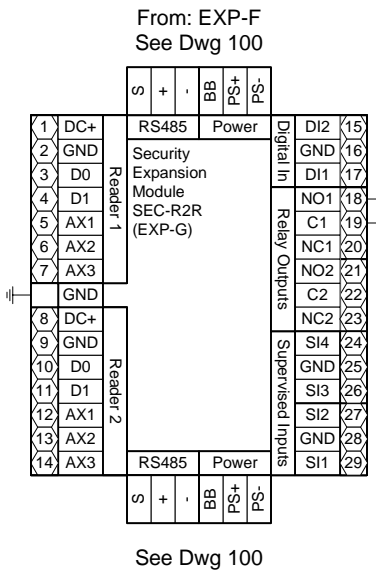 From: EXP-F
See Dwg 100
S + - BB PS+ PS-
RS485 Power
1 DC+
2 GND
3 D0
4 D1
5 AX1
6 AX2
7 AX3
Reader 1
GND
8 DC+
9 GND
10 D0
11 D1
12 AX1
13 AX2
14 AX3
Reader 2
Security
Expansion
Module
SEC-R2R
(EXP-G)
Digital In
DI2 15
GND 16
DI1 17
Relay Outputs
NO1 18
C1 19
NC1 20
NO2 21
C2 22
NC2 23
Supervised Inputs
SI4 24
GND 25
SI3 26
SI2 27
GND 28
SI1 29
RS485 Power
S + - BB PS+ PS-
See Dwg 100